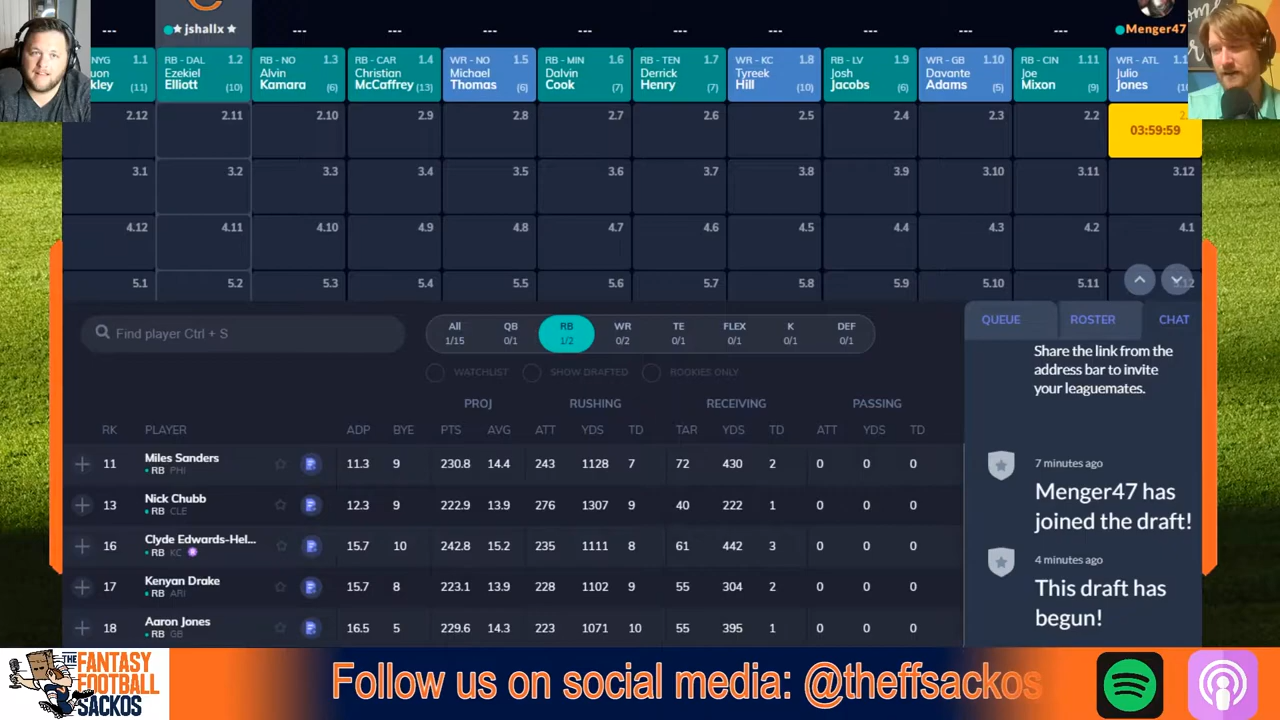 ---
★ jshallx ★
---
---
---
---
---
---
---
---
---
Menger47
NYG 1.1
kley (11)
RB - DAL 1.2
Ezekiel
Elliott (10)
RB - NO 1.3
Alvin
Kamara (6)
RB - CAR 1.4
Christian
McCaffrey (13)
WR - NO 1.5
Michael
Thomas (6)
RB - MIN 1.6
Dalvin
Cook (7)
RB - TEN 1.7
Derrick
Henry (7)
WR - KC 1.8
Tyreek
Hill (10)
RB - LV 1.9
Josh
Jacobs (6)
WR - GB 1.10
Davante
Adams (5)
RB - CIN 1.11
Joe
Mixon (9)
WR - ATL
Julio
Jones
2.12 2.11 2.10 2.9 2.8 2.7 2.6 2.5 2.4 2.3 2.2
03:59:59
3.1 3.2 3.3 3.4 3.5 3.6 3.7 3.8 3.9 3.10 3.11 3.12
4.12 4.11 4.10 4.9 4.8 4.7 4.6 4.5 4.4 4.3 4.2 4.1
5.1 5.2 5.3 5.4 5.5 5.6 5.7 5.8 5.9 5.10 5.11 5.12
Find player Ctrl + S
All QB RB WR TE FLEX K DEF
1/15 0/1 1/2 0/2 0/1 0/1 0/1 0/1
WATCHLIST SHOW DRAFTED ROOKIES ONLY
PROJ RUSHING RECEIVING PASSING
RK PLAYER ADP BYE PTS AVG ATT YDS TD TAR YDS TD ATT YDS TD
11 Miles Sanders 11.3 9 230.8 14.4 243 1128 7 72 430 2 0 0 0
RB PHI
13 Nick Chubb 12.3 9 222.9 13.9 276 1307 9 40 222 1 0 0 0
RB CLE
16 Clyde Edwards-Hel... 15.7 10 242.8 15.2 235 1111 8 61 442 3 0 0 0
RB KC
17 Kenyan Drake 15.7 8 223.1 13.9 228 1102 9 55 304 2 0 0 0
RB ARI
18 Aaron Jones 16.5 5 229.6 14.3 223 1071 10 55 395 1 0 0 0
RB GB
QUEUE ROSTER CHAT
Share the link from the
address bar to invite
your leaguemates.
7 minutes ago
Menger47 has
joined the draft!
4 minutes ago
This draft has
begun!
THE
FANTASY
FOOTBALL
SACKOS
Follow us on social media: @theffsackos